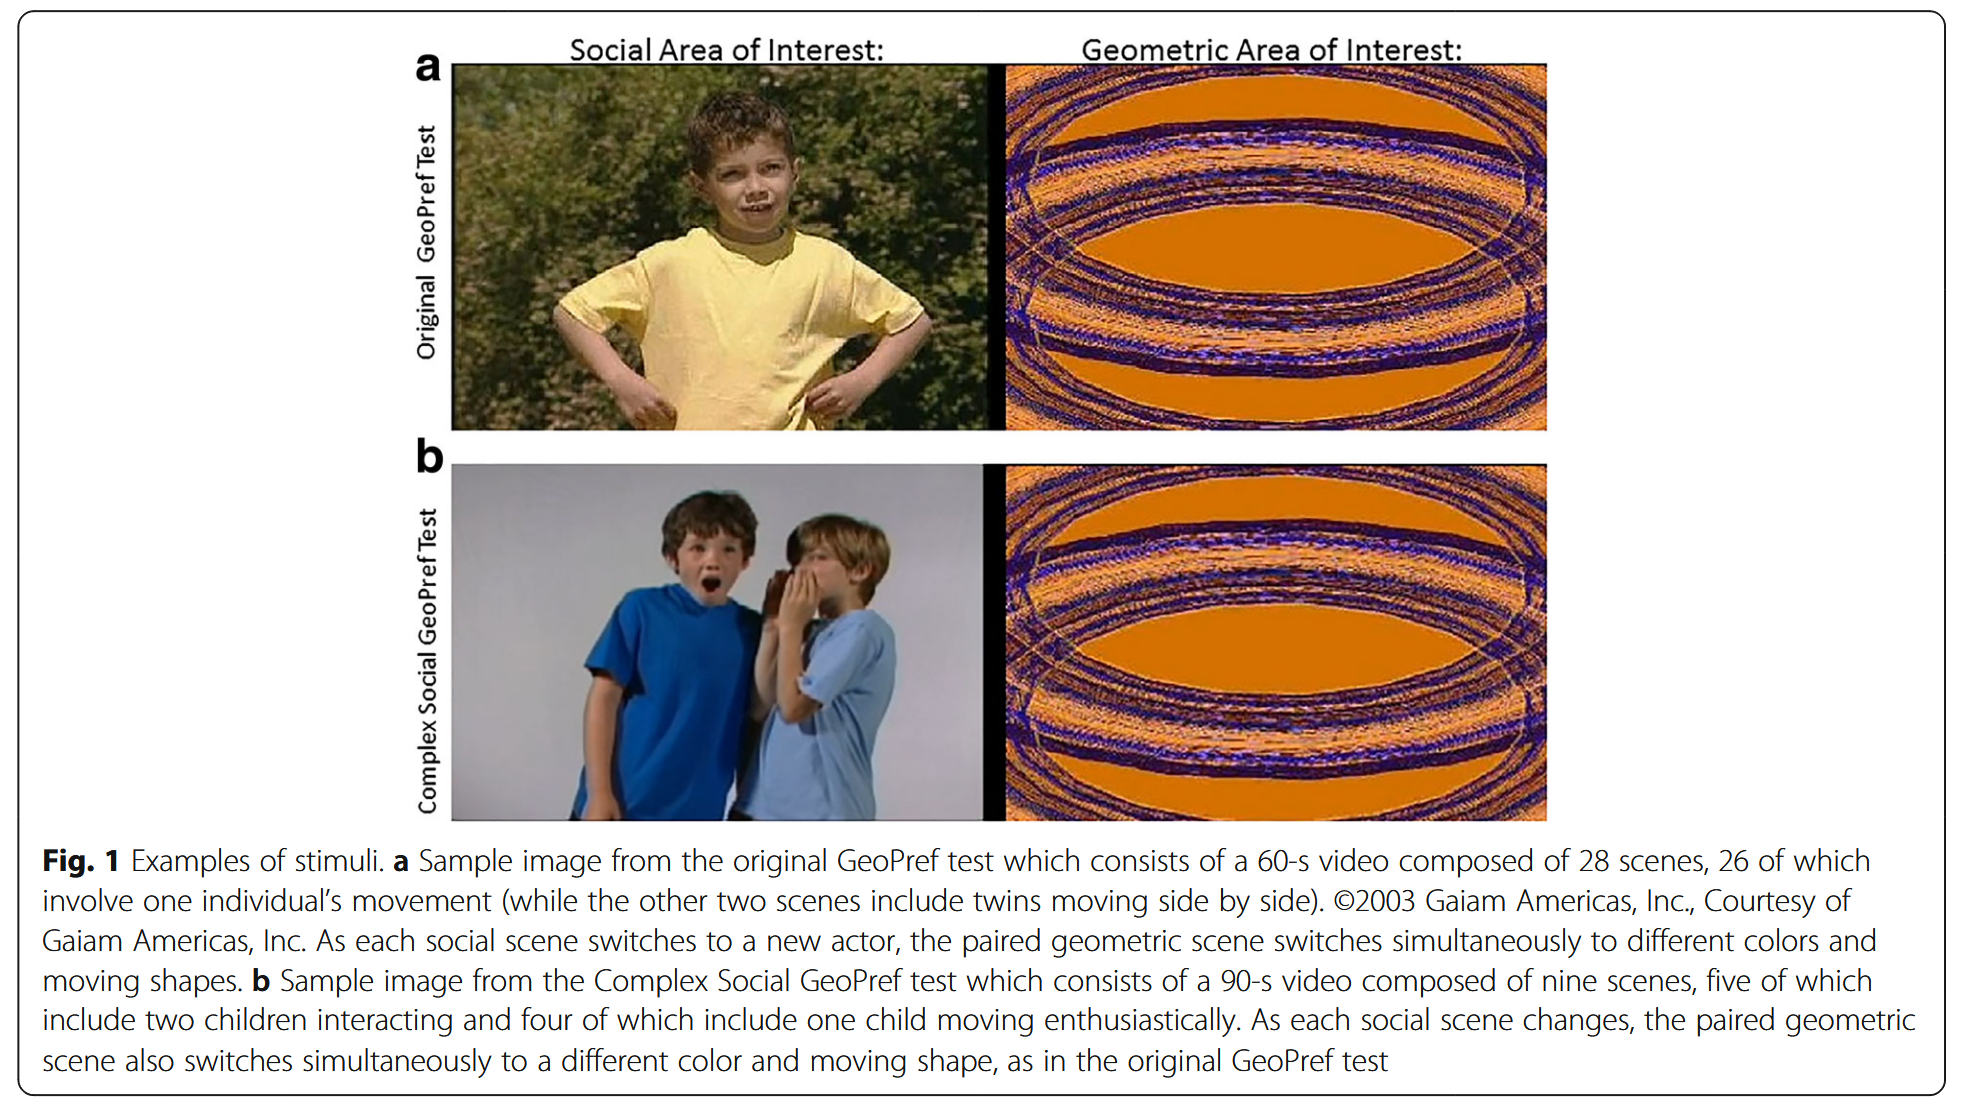 Social Area of Interest:
Geometric Area of Interest:
a
Original GeoPref Test
b
Complex Social GeoPref Test
Fig. 1 Examples of stimuli. a Sample image from the original GeoPref test which consists of a 60-s video composed of 28 scenes, 26 of which
involve one individual’s movement (while the other two scenes include twins moving side by side). ©2003 Gaiam Americas, Inc., Courtesy of
Gaiam Americas, Inc. As each social scene switches to a new actor, the paired geometric scene switches simultaneously to different colors and
moving shapes. b Sample image from the Complex Social GeoPref test which consists of a 90-s video composed of nine scenes, five of which
include two children interacting and four of which include one child moving enthusiastically. As each social scene changes, the paired geometric
scene also switches simultaneously to a different color and moving shape, as in the original GeoPref test